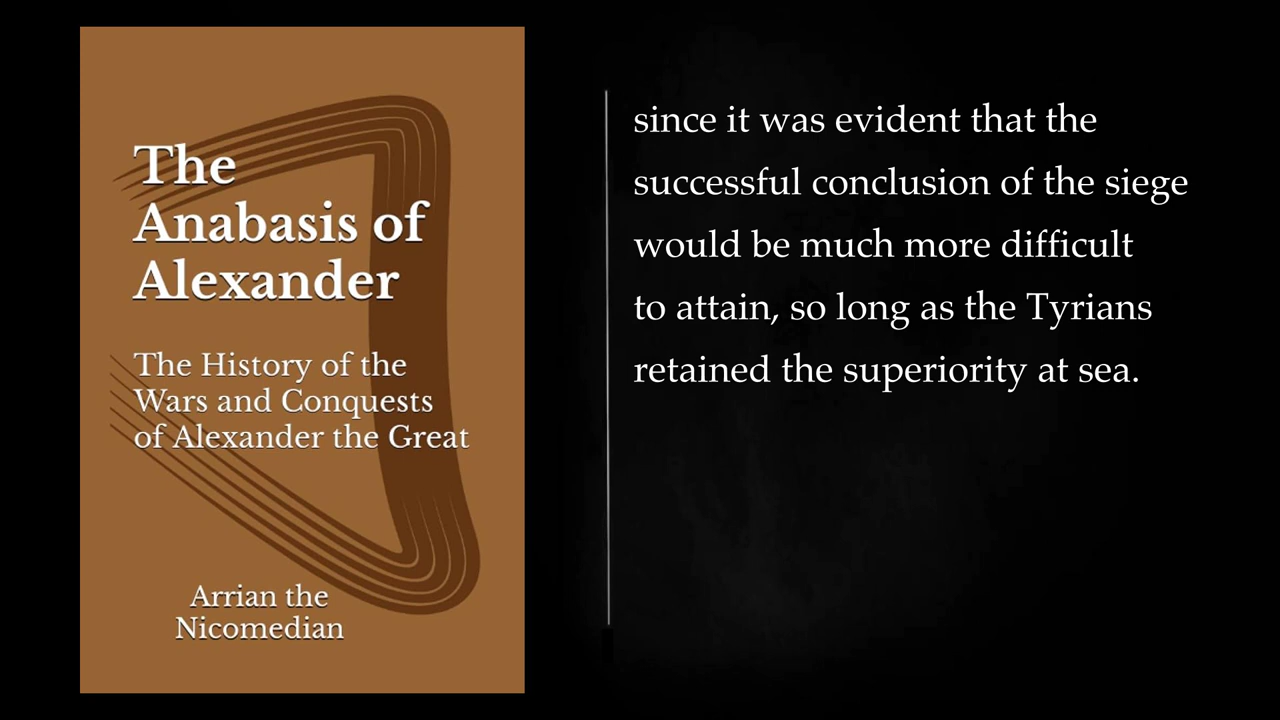 The
Anabasis of
Alexander
The History of the
Wars and Conquests
of Alexander the Great
Arrian the
Nicomedian
since it was evident that the
successful conclusion of the siege
would be much more difficult
to attain, so long as the Tyrians
retained the superiority at sea.